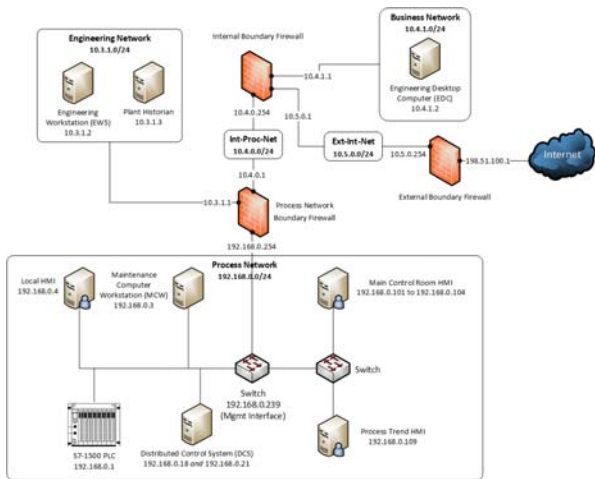 Engineering Network
10.3.1.0/24
Engineering
Workstation (EWS)
10.3.1.2
Plant Historian
10.3.1.3
Internal Boundary Firewall
Business Network
10.4.1.0/24
Engineering Desktop
Computer (EDC)
10.4.1.2
10.4.1.1
10.4.0.254
10.5.0.1
Int-Proc-Net
10.4.0.0/24
Ext-Int-Net
10.5.0.0/24
10.5.0.254
198.51.100.1
Internet
External Boundary Firewall
10.4.0.1
10.3.1.1
Process Network
Boundary Firewall
192.168.0.254
Process Network
192.168.0.0/24
Local HMI
192.168.0.4
Maintenance
Computer
Workstation (MCW)
192.168.0.3
Main Control Room HMI
192.168.0.101 to 192.168.0.104
Switch
192.168.0.239
(Mgmt Interface)
Switch
S7-1500 PLC
192.168.0.1
Distributed Control System (DCS)
192.168.0.18 and 192.168.0.21
Process Trend HMI
192.168.0.109